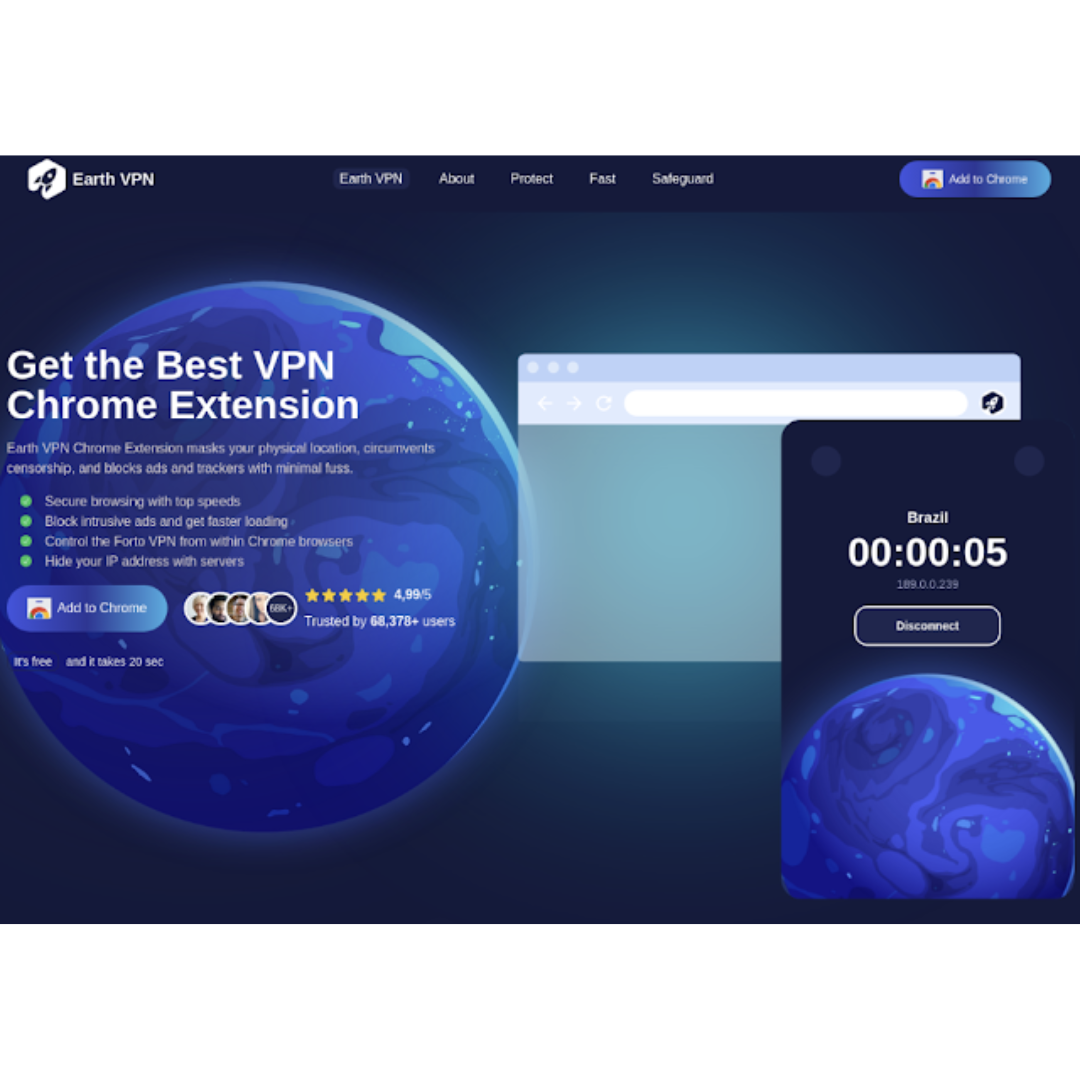 Earth VPN
Earth VPN About Protect Fast Safeguard
Add to Chrome
Get the Best VPN
Chrome Extension
Earth VPN Chrome Extension masks your physical location, circumvents
censorship, and blocks ads and trackers with minimal fuss.
Secure browsing with top speeds
Block intrusive ads and get faster loading
Control the Forto VPN from within Chrome browsers
Hide your IP address with servers
Add to Chrome
68K+
4,99/5
Trusted by 68,378+ users
It's free and it takes 20 sec
Brazil
00:00:05
189.0.0.239
Disconnect